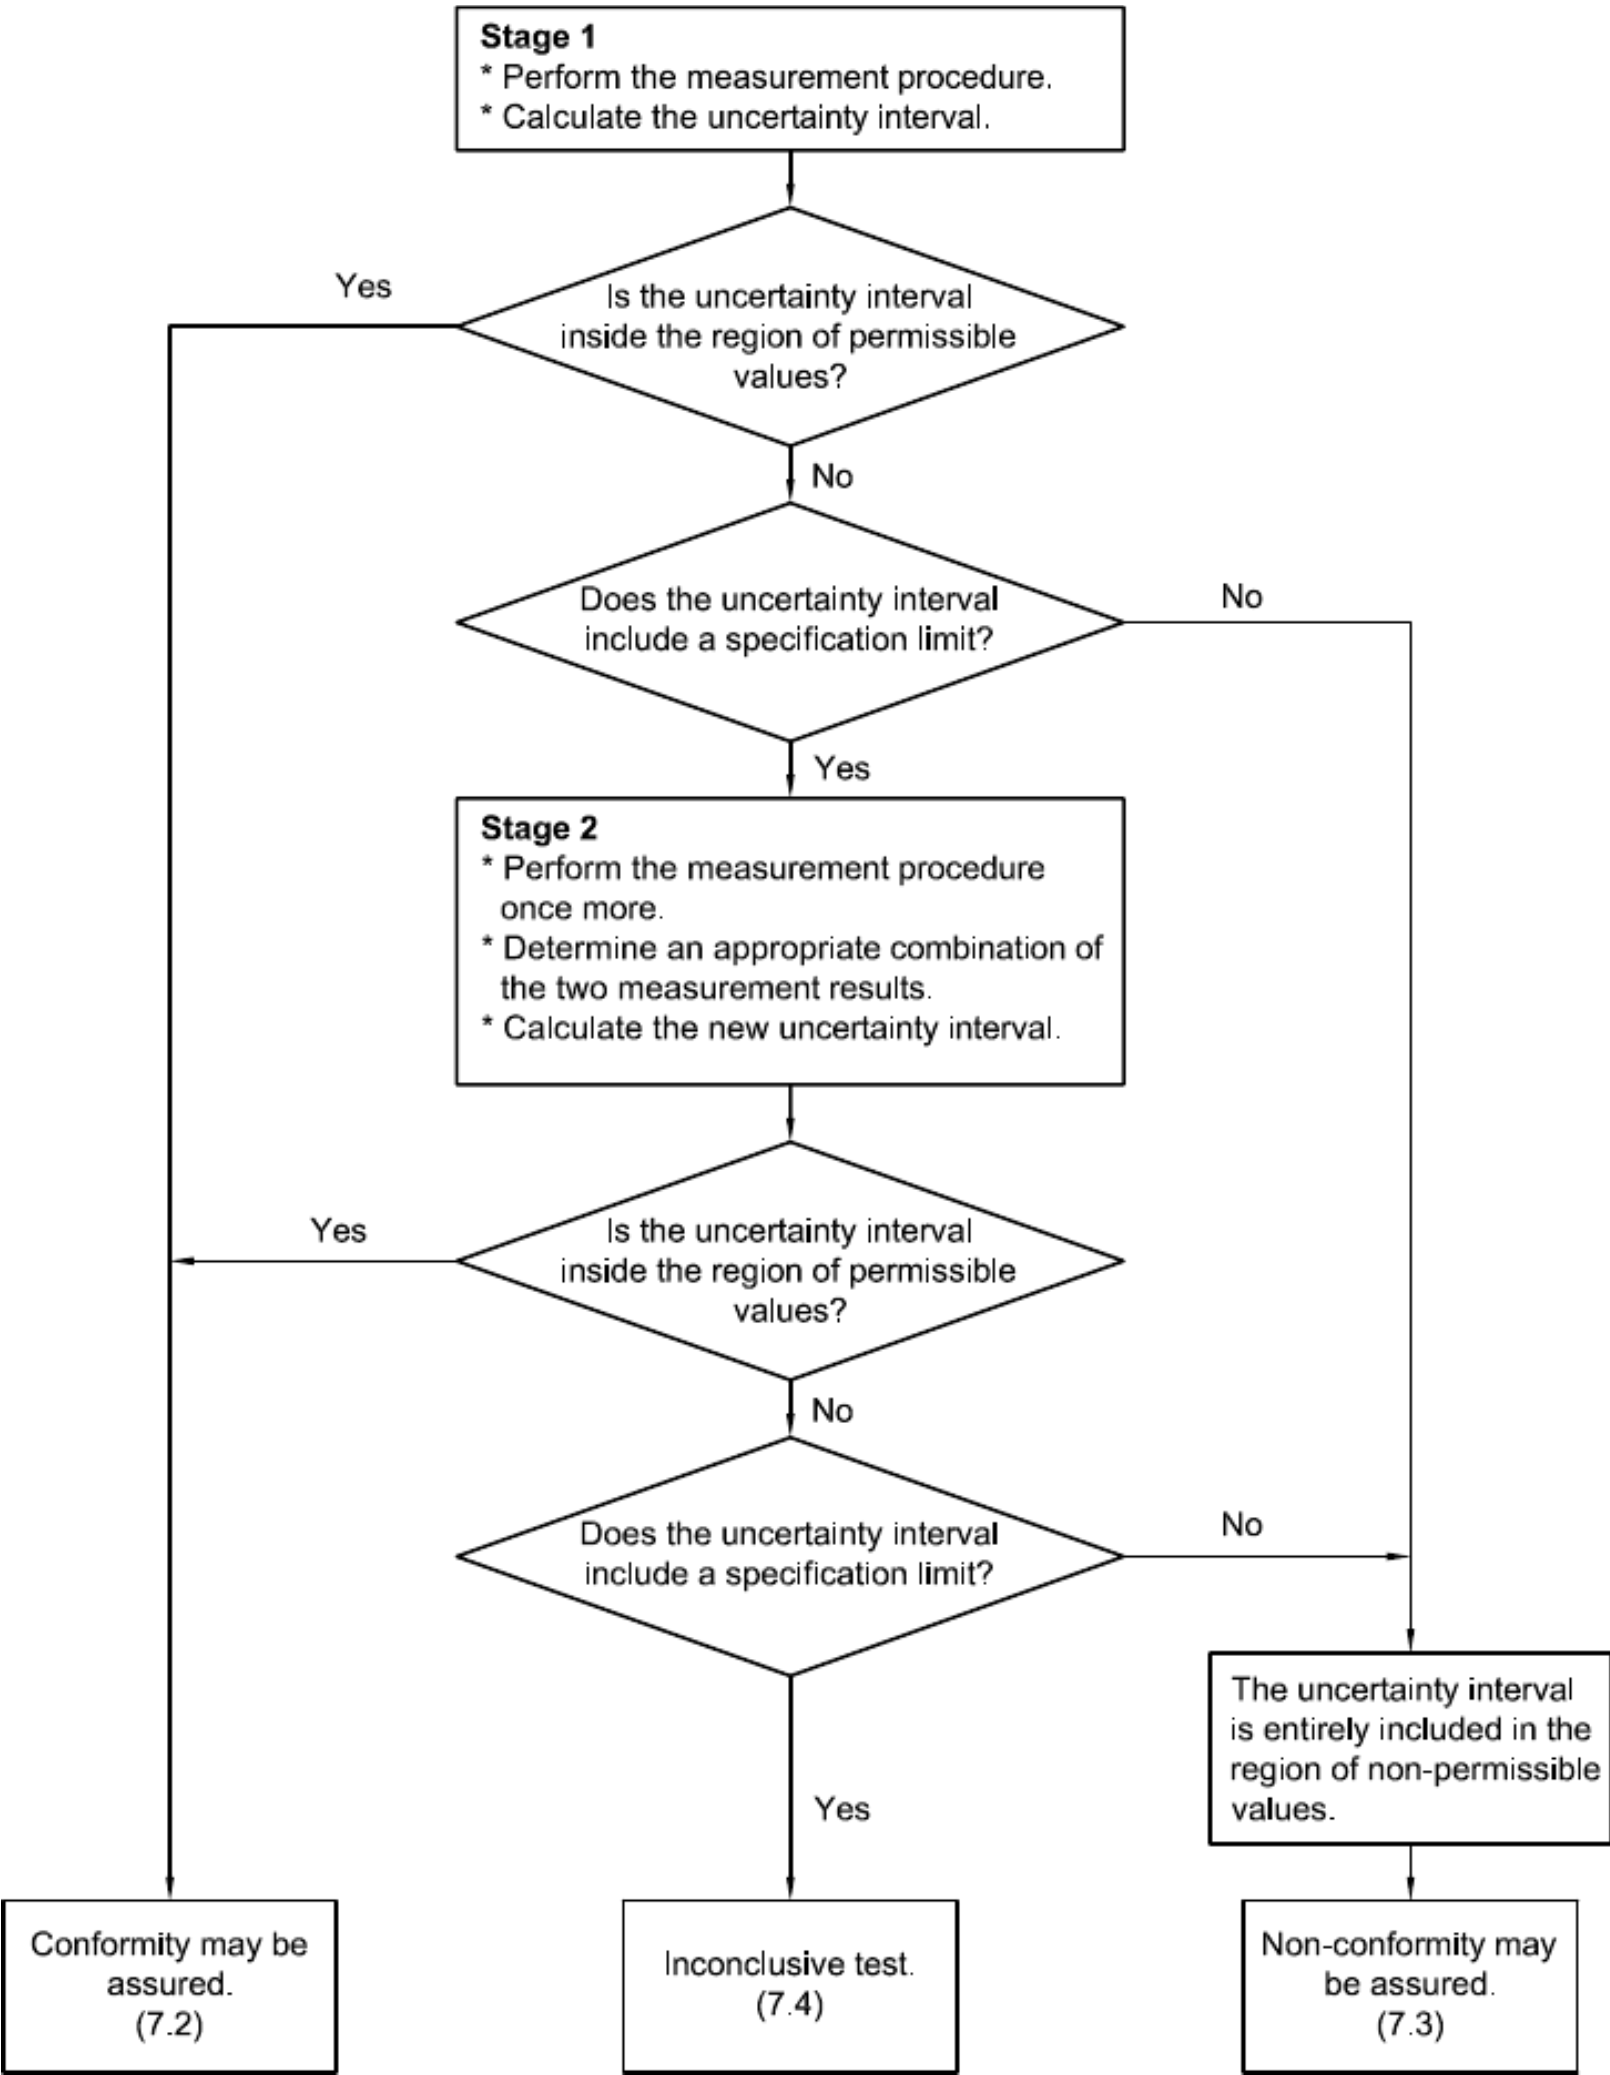 Stage 1
* Perform the measurement procedure.
* Calculate the uncertainty interval.
Yes
Is the uncertainty interval
inside the region of permissible
values?
No
Does the uncertainty interval
include a specification limit?
No
Yes
Stage 2
* Perform the measurement procedure
once more.
* Determine an appropriate combination of
the two measurement results.
* Calculate the new uncertainty interval.
Yes
Is the uncertainty interval
inside the region of permissible
values?
No
Does the uncertainty interval
include a specification limit?
No
The uncertainty interval
is entirely included in the
region of non-permissible
values.
Yes
Conformity may be
assured.
(7.2)
Inconclusive test.
(7.4)
Non-conformity may
be assured.
(7.3)